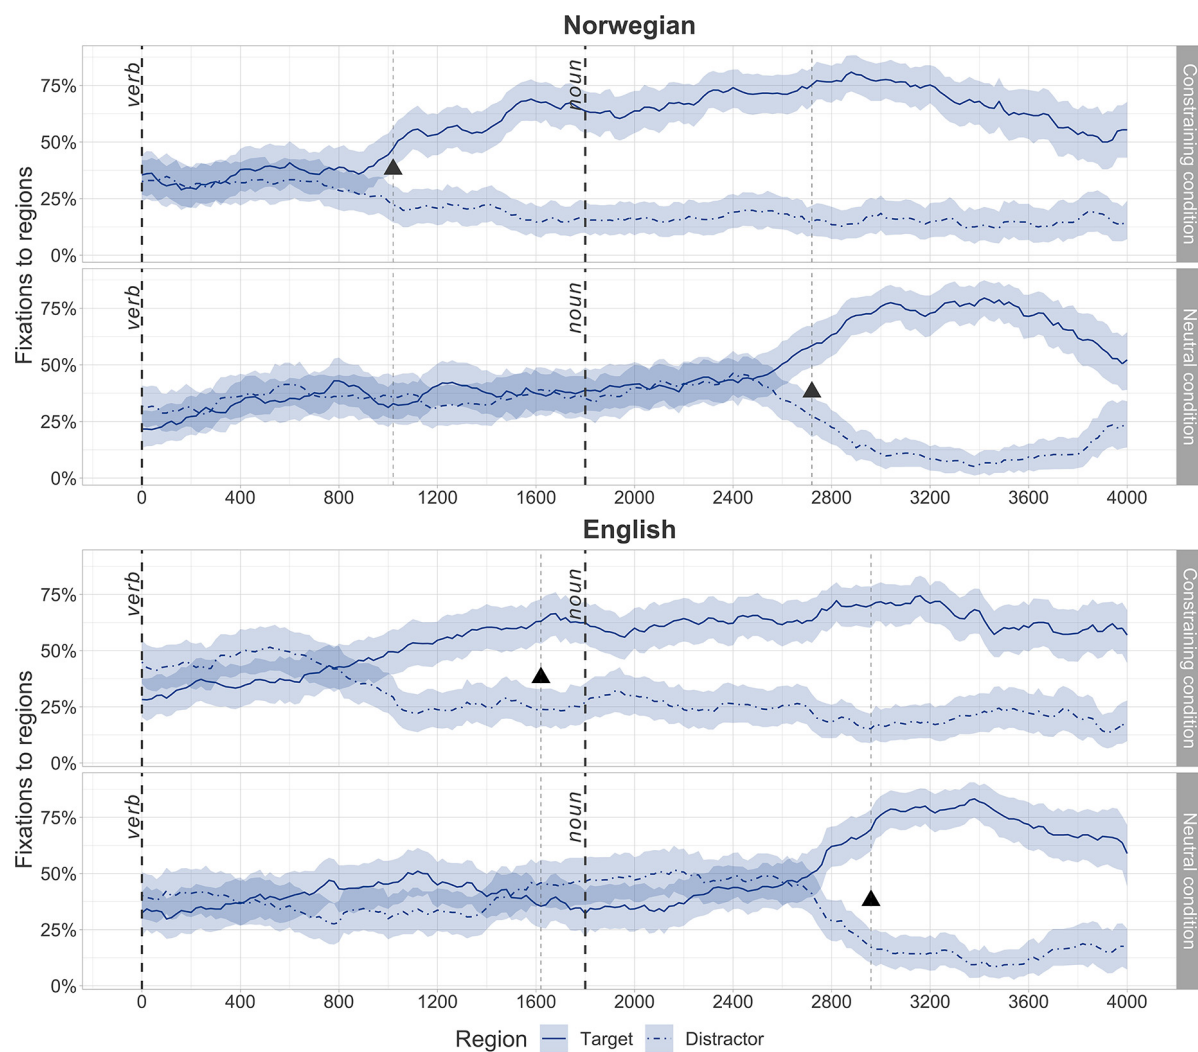 Norwegian
Fixations to regions
verb
noun
75%
50%
25%
0%
Constraining condition
verb
noun
75%
50%
25%
0%
Neutral condition
0 400 800 1200 1600 2000 2400 2800 3200 3600 4000
English
Fixations to regions
verb
noun
75%
50%
25%
0%
Constraining condition
verb
noun
75%
50%
25%
0%
Neutral condition
0 400 800 1200 1600 2000 2400 2800 3200 3600 4000
Region Target Distractor